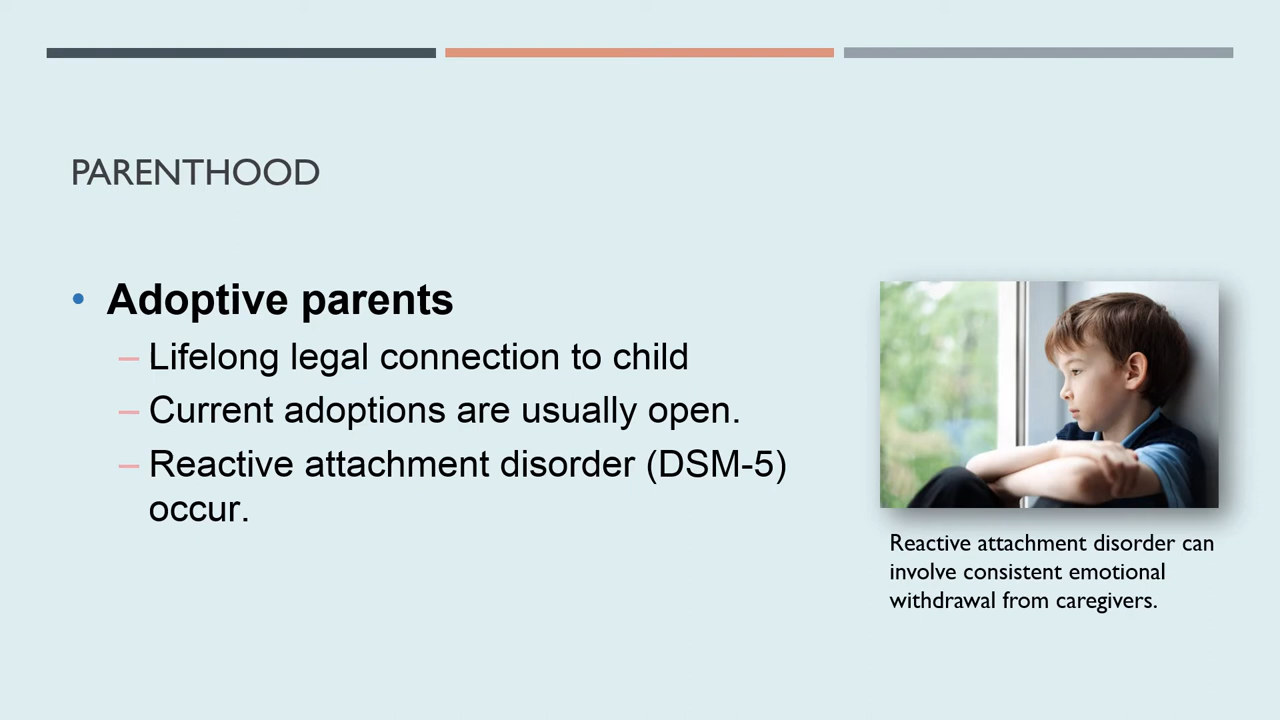 PARENTHOOD
• Adoptive parents
– Lifelong legal connection to child
– Current adoptions are usually open.
– Reactive attachment disorder (DSM-5)
occur.
Reactive attachment disorder can
involve consistent emotional
withdrawal from caregivers.